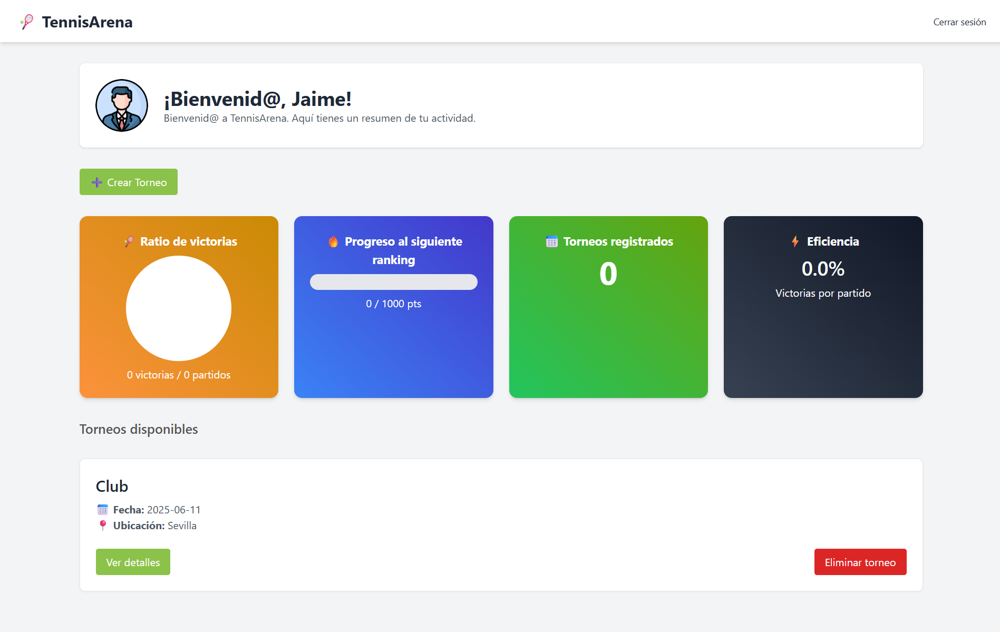 TennisArena
Cerrar sesión
¡Bienvenid@, Jaime!
Bienvenid@ a TennisArena. Aquí tienes un resumen de tu actividad.
➕ Crear Torneo
🎾 Ratio de victorias
0 victorias / 0 partidos
🔥 Progreso al siguiente
ranking
0 / 1000 pts
📅 Torneos registrados
0
⚡ Eficiencia
0.0%
Victorias por partido
Torneos disponibles
Club
📅 Fecha: 2025-06-11
📍 Ubicación: Sevilla
Ver detalles
Eliminar torneo